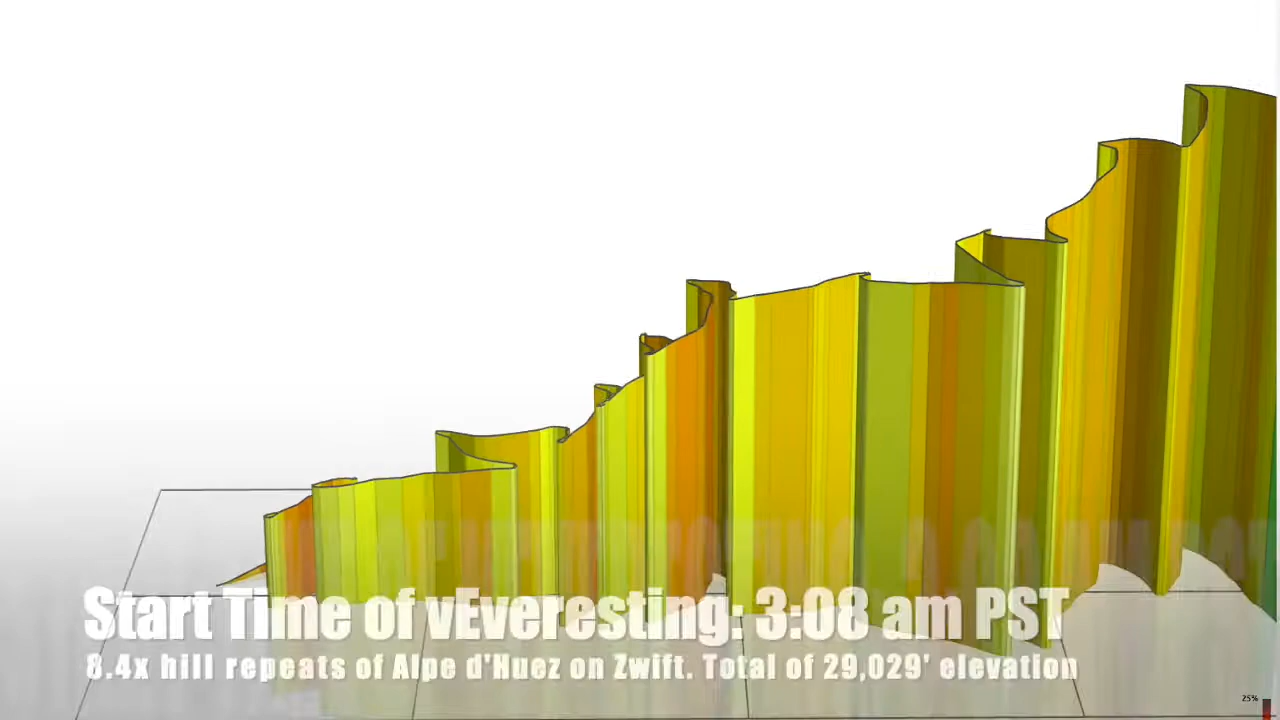 Start Time of vEveresting: 3:08 am PST
8.4x hill repeats of Alpe d'Huez on Zwift. Total of 29,029' elevation
25%